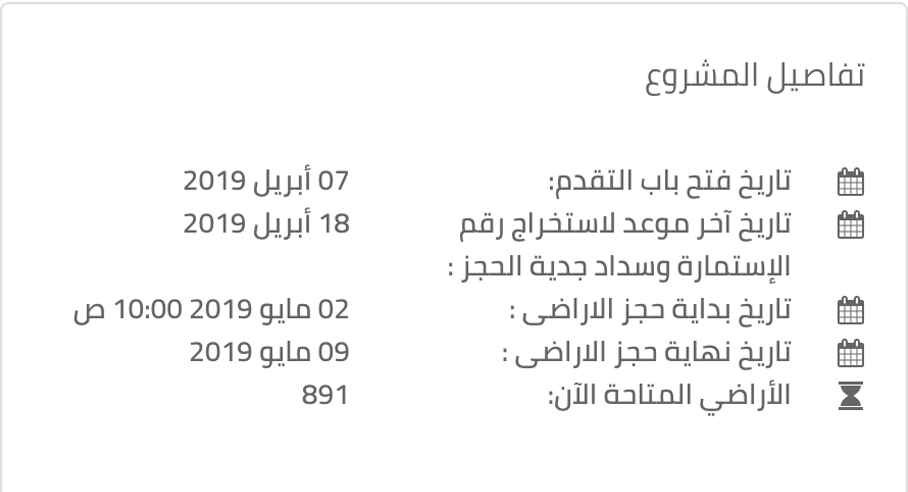 تفاصيل المشروع
تاريخ فتح باب التقدم: 07 أبريل 2019
تاريخ آخر موعد لاستخراج رقم 18 أبريل 2019
الإستمارة وسداد جدية الحجز :
تاريخ بداية حجز الاراضى : 02 مايو 2019 10:00 ص
تاريخ نهاية حجز الاراضى : 09 مايو 2019
الأراضي المتاحة الآن: 891